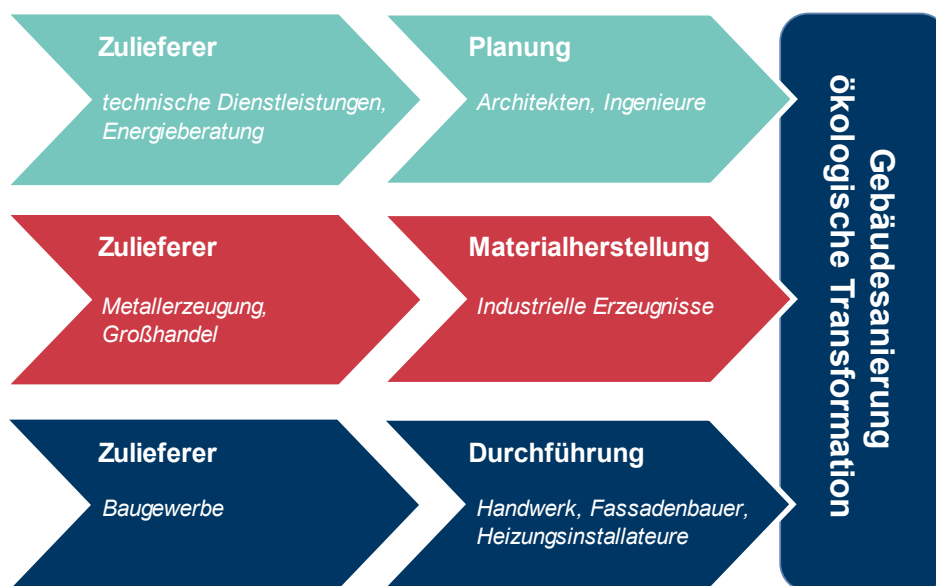 Zulieferer
technische Dienstleistungen,
Energieberatung
Planung
Architekten, Ingenieure
Zulieferer
Metallerzeugung,
Großhandel
Materialherstellung
Industrielle Erzeugnisse
Zulieferer
Baugewerbe
Durchführung
Handwerk, Fassadenbauer,
Heizungsinstallateure
Gebäudesanierung
ökologische Transformation